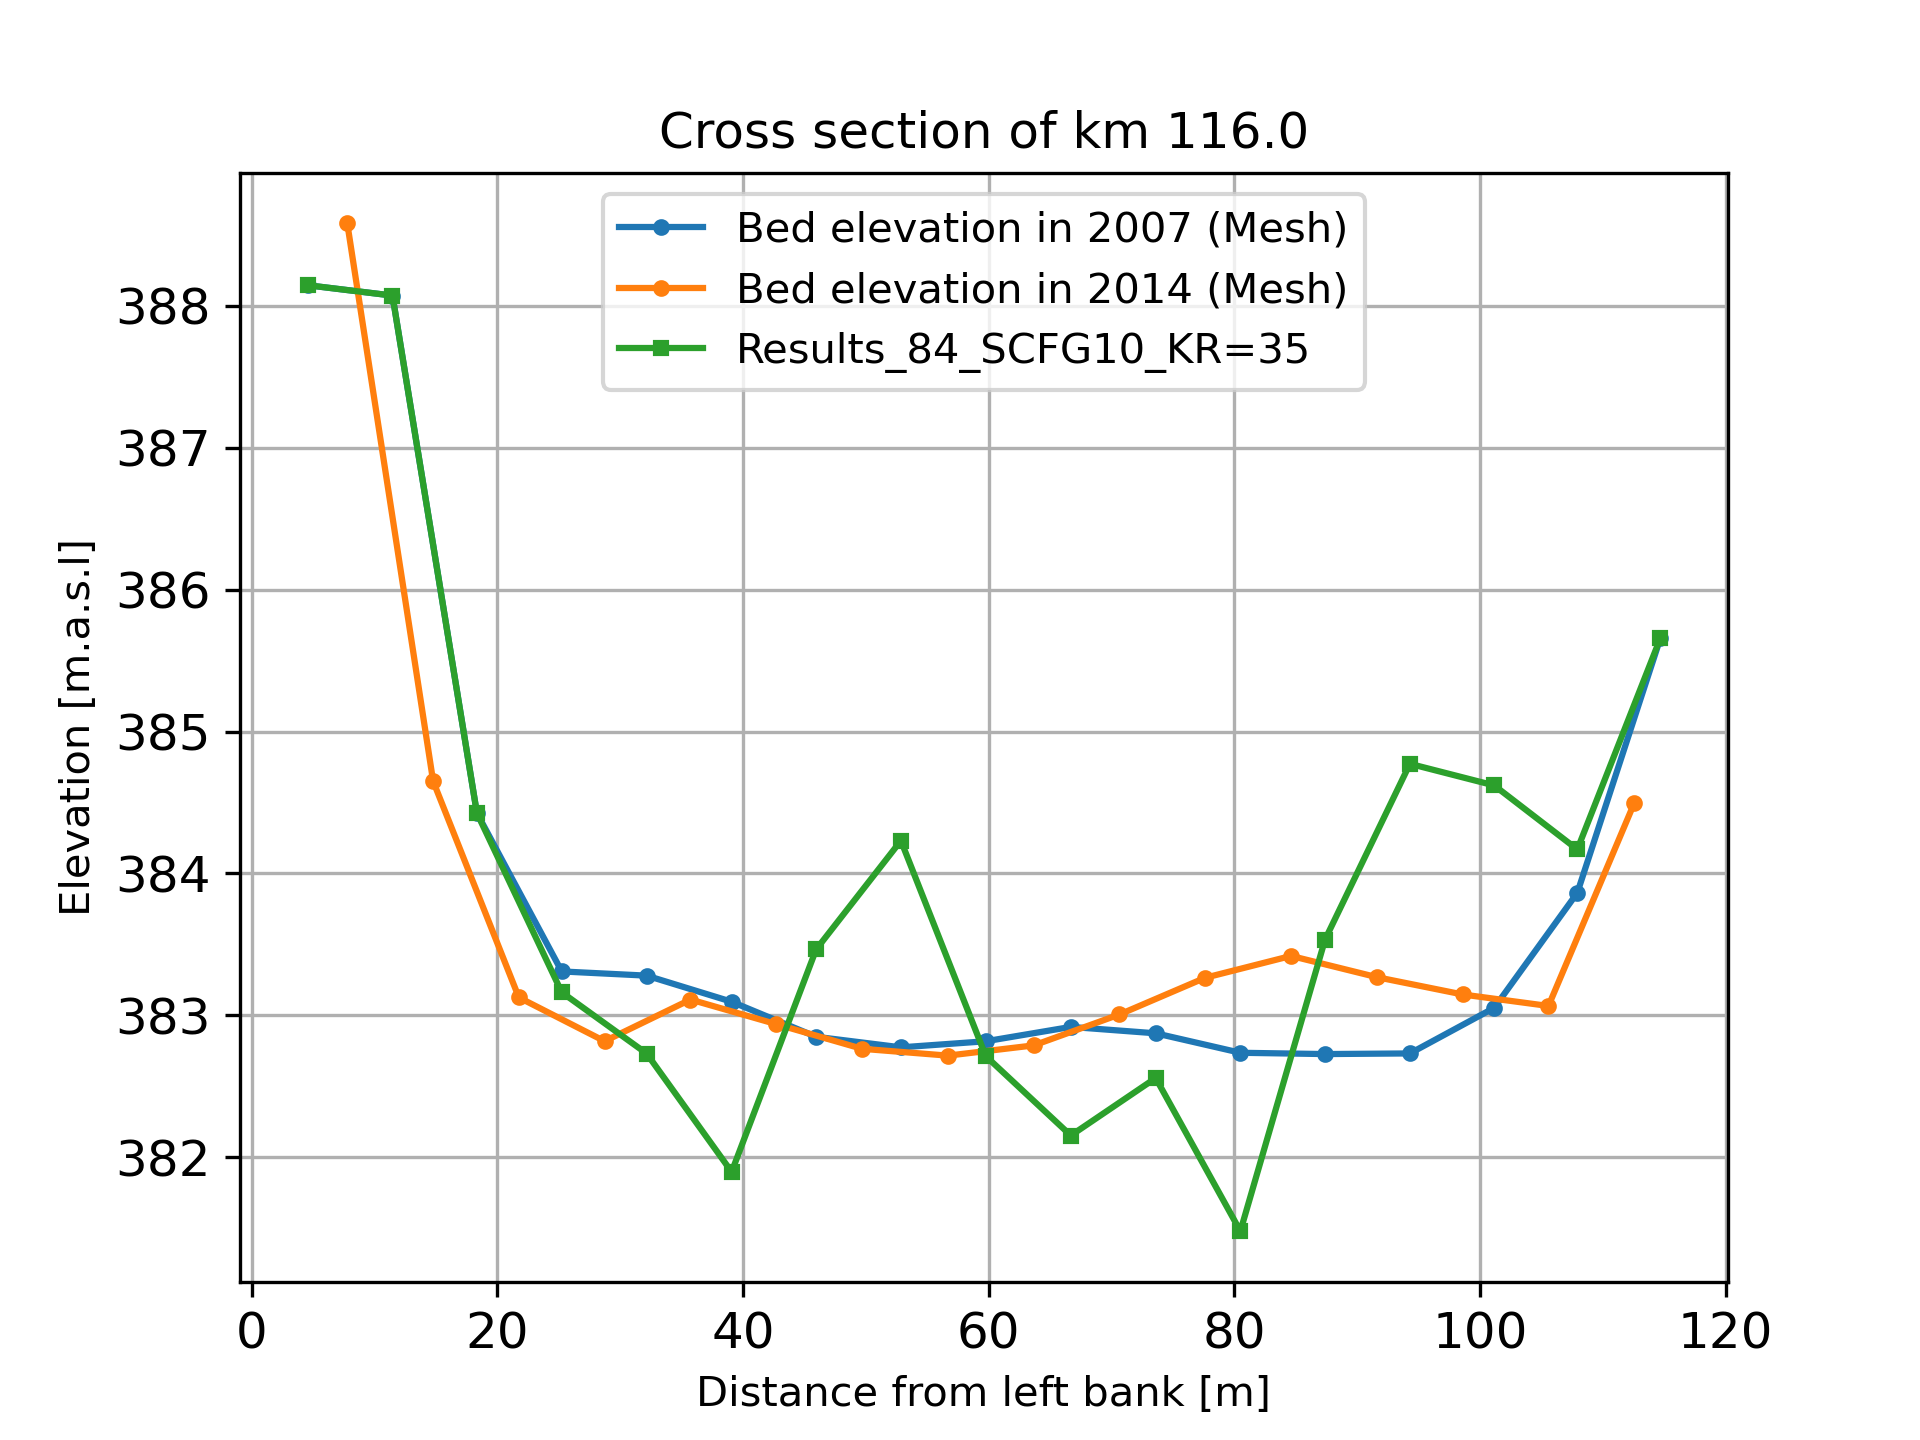 Cross section of km 116.0
Bed elevation in 2007 (Mesh)
Bed elevation in 2014 (Mesh)
Results_84_SCFG10_KR=35
Elevation [m.a.s.l]
388
387
386
385
384
383
382
0 20 40 60 80 100 120
Distance from left bank [m]